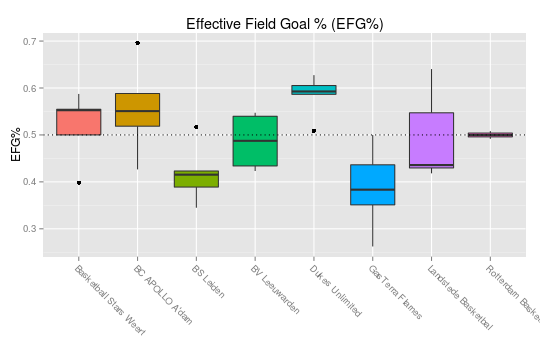 Effective Field Goal % (EFG%)
EFG%
0.7
0.6
0.5
0.4
0.3
Basketball Stars Weert
BC APOLLO A'dam
BS Leiden
BV Leeuwarden
Dukes Unlimited
GasTerra Flames
Landstede Basketbal
Rotterdam Basket